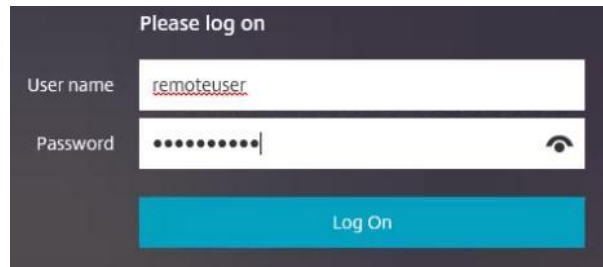 Please log on
User name remoteuser
Password ••••••••••
Log On